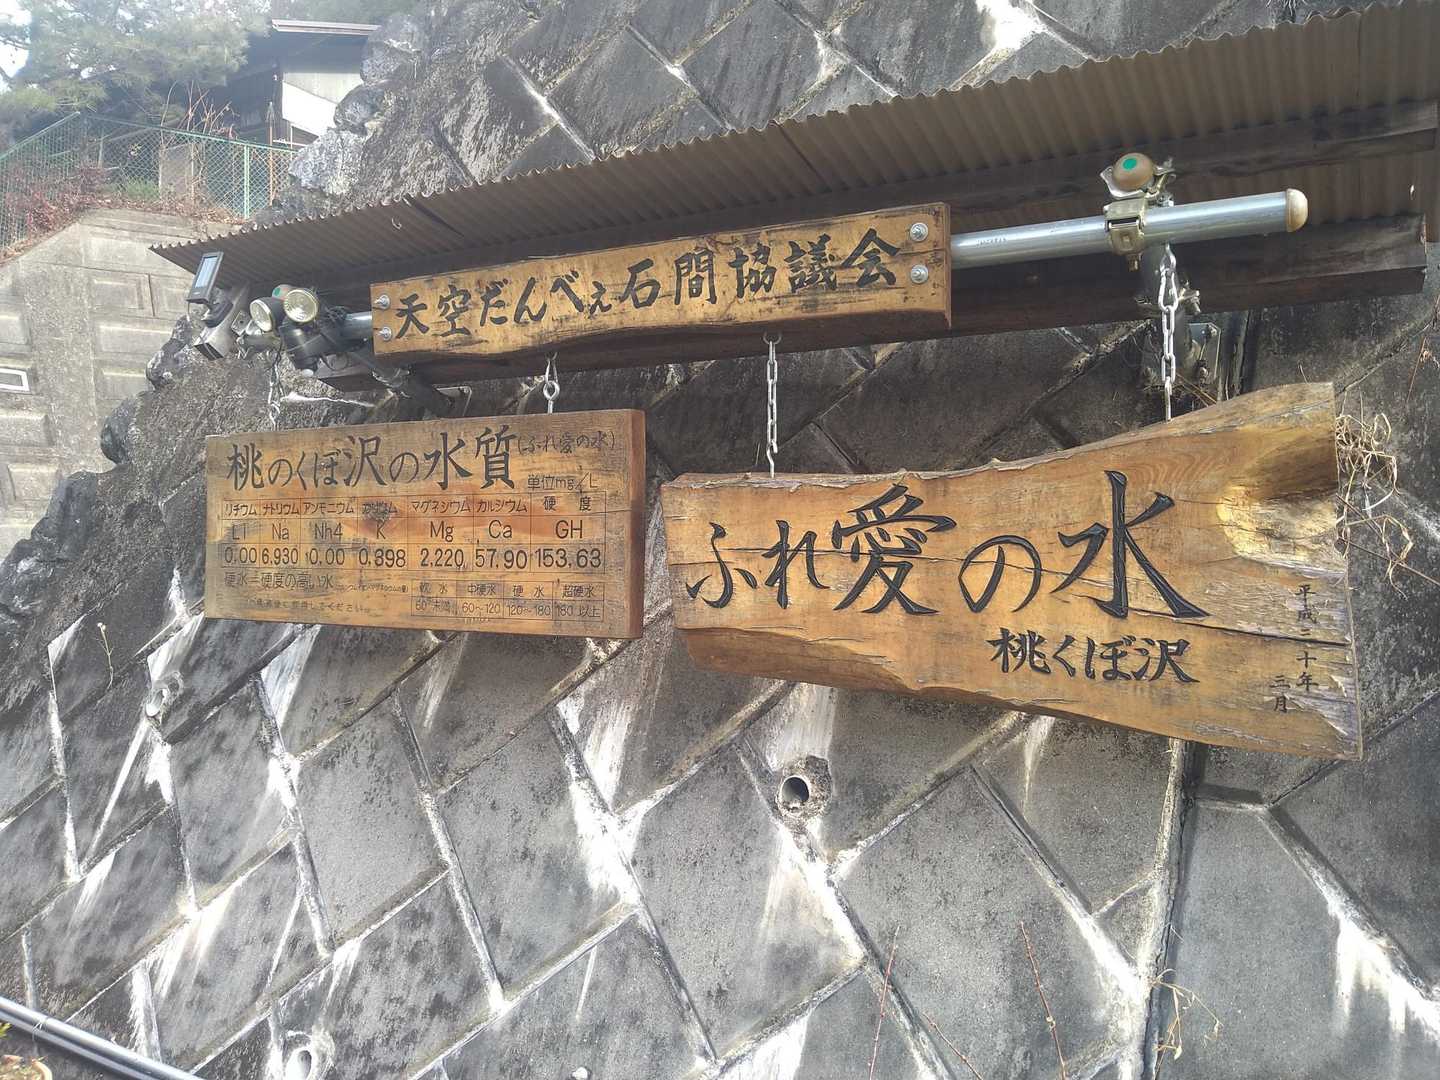 天空だんべぇ石間協議会
桃のくぼ沢の水質(ふれ愛の水)
単位mg/L
リチウム ナトリウム アンモニウム カリウム マグネシウム カルシウム 硬度
Li Na Nh4 K Mg Ca GH
0.00 6.930 0.00 0.898 2.220 57.90 153.63
硬水=硬度の高い水
軟水 中硬水 硬水 超硬水
60未満 60~120 120~180 180以上
ふれ愛の水
桃くぼ沢
平成二十年
三月